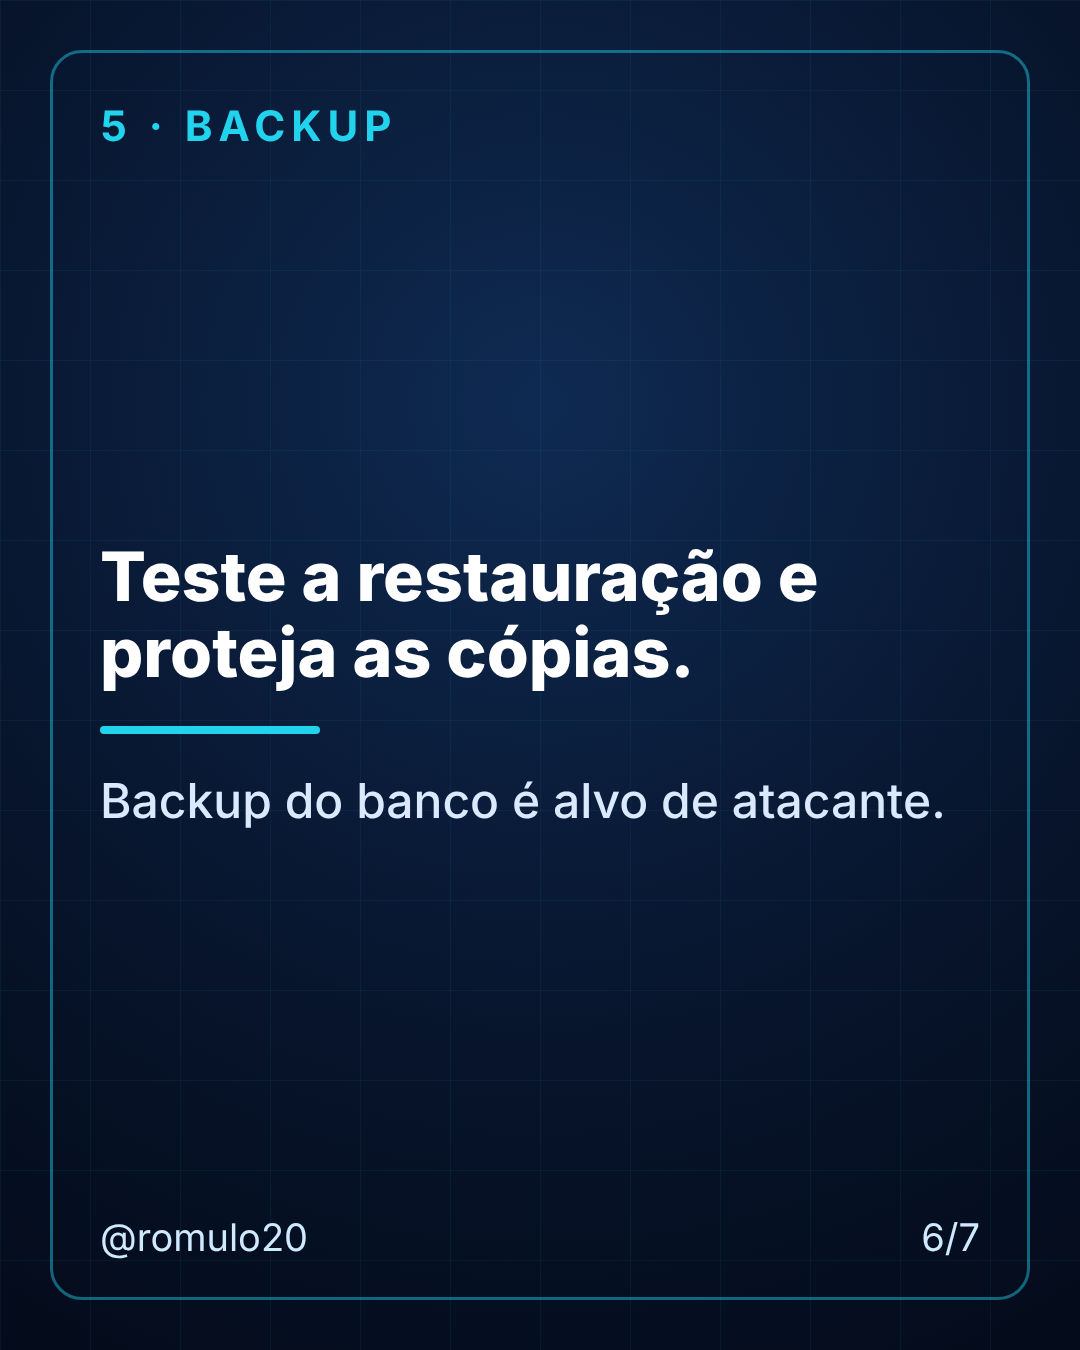 5 · BACKUP
Teste a restauração e
proteja as cópias.
Backup do banco é alvo de atacante.
@romulo20
6/7